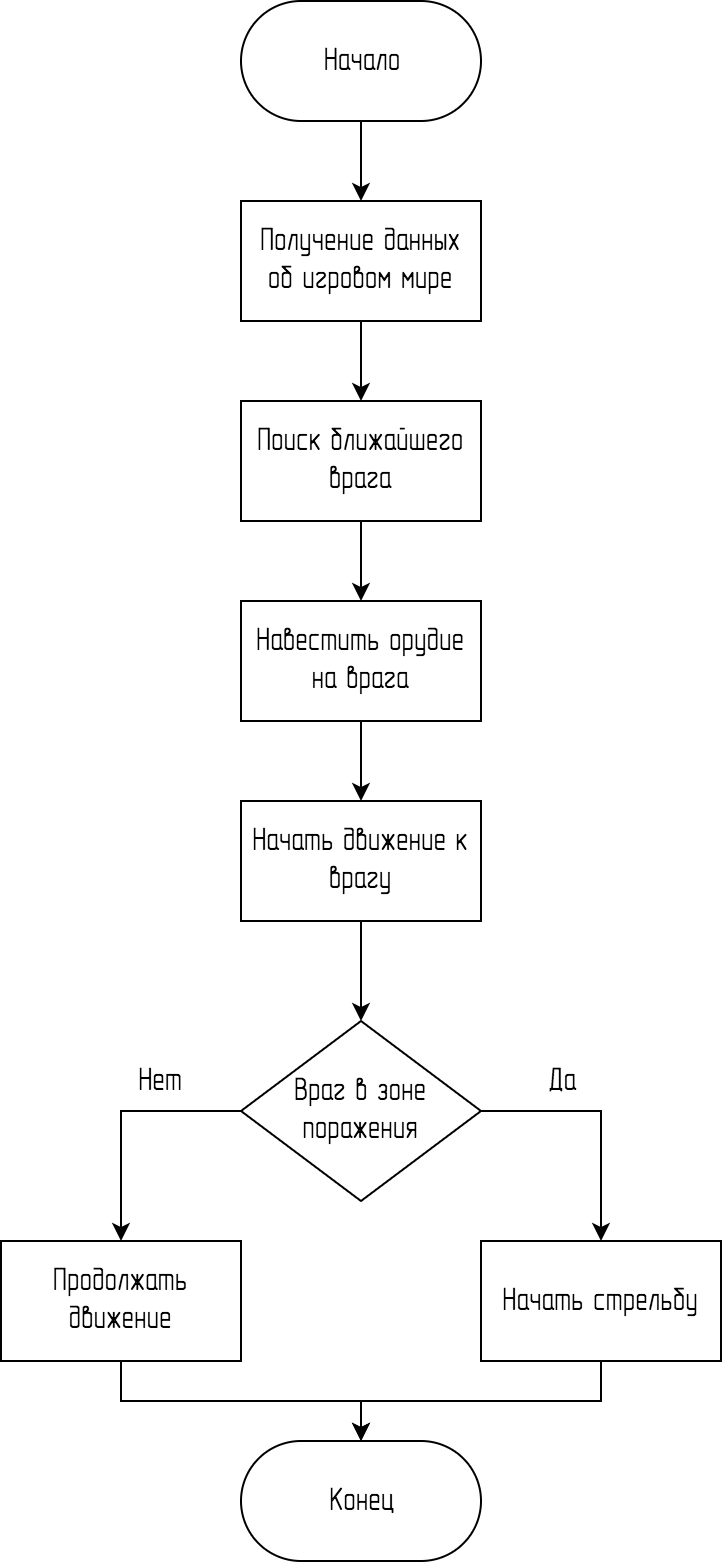 Начало
Получение данных
об игровом мире
Поиск ближайшего
врага
Навестить орудие
на врага
Начать движение к
врагу
Нет
Да
Враг в зоне
поражения
Продолжать
движение
Начать стрельбу
Конец